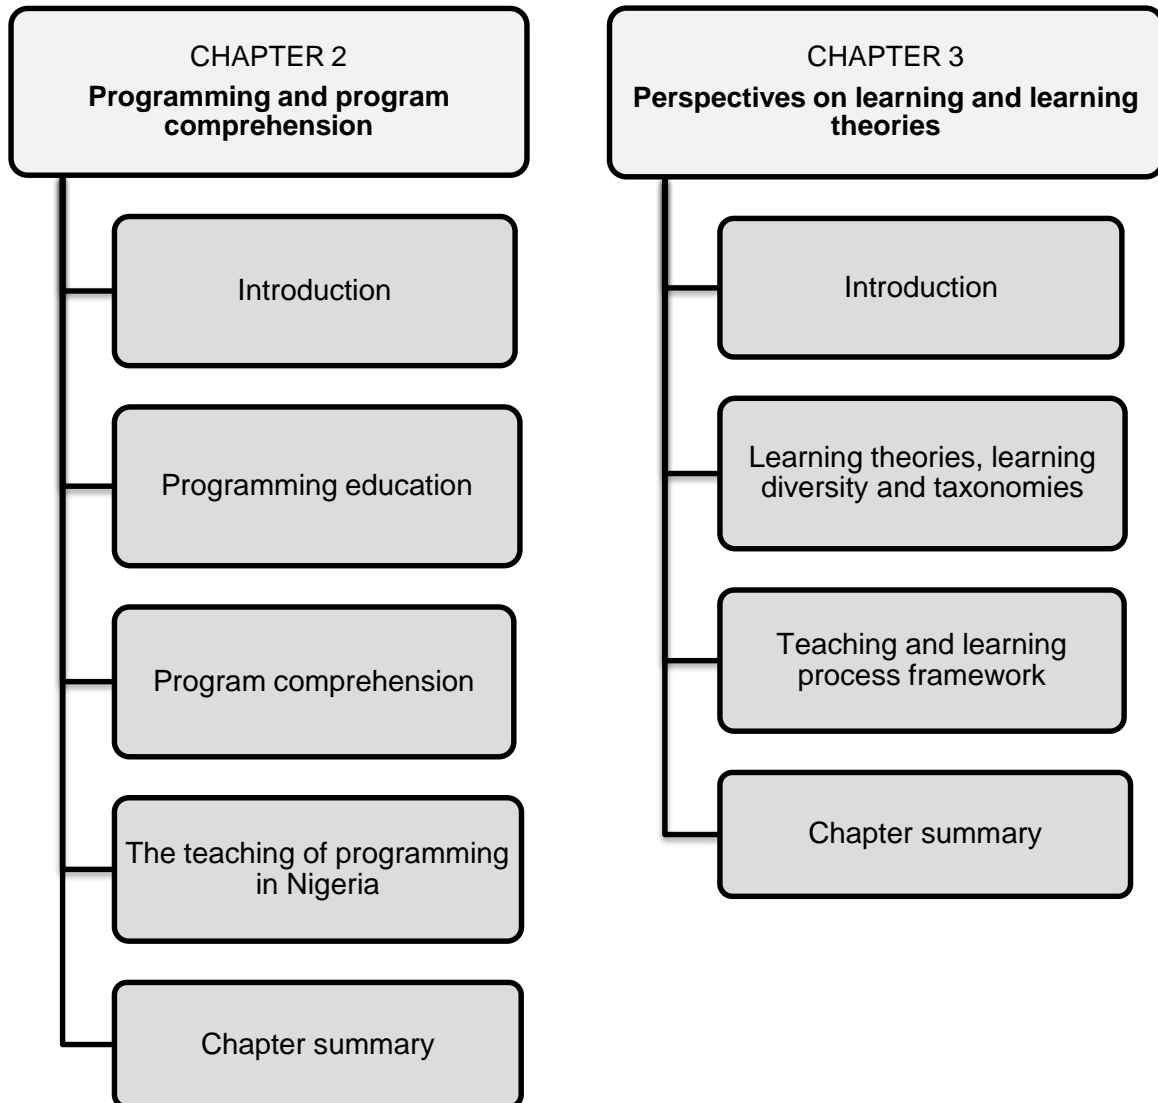 CHAPTER 2
Programming and program
comprehension
Introduction
Programming education
Program comprehension
The teaching of programming
in Nigeria
Chapter summary
CHAPTER 3
Perspectives on learning and learning
theories
Introduction
Learning theories, learning
diversity and taxonomies
Teaching and learning
process framework
Chapter summary